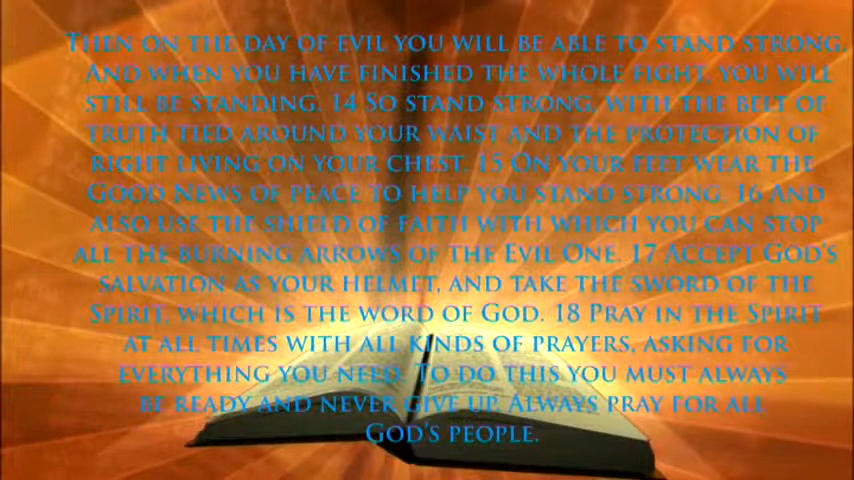 Then on the day of evil you will be able to stand strong.
And when you have finished the whole fight, you will
still be standing. 14 So stand strong, with the belt of
truth tied around your waist and the protection of
right living on your chest. 15 On your feet wear the
Good News of peace to help you stand strong. 16 And
also use the shield of faith with which you can stop
all the burning arrows of the Evil One. 17 Accept God's
salvation as your helmet, and take the sword of the
Spirit, which is the word of God. 18 Pray in the Spirit
at all times with all kinds of prayers, asking for
everything you need. To do this you must always
be ready and never give up. Always pray for all
God's people.